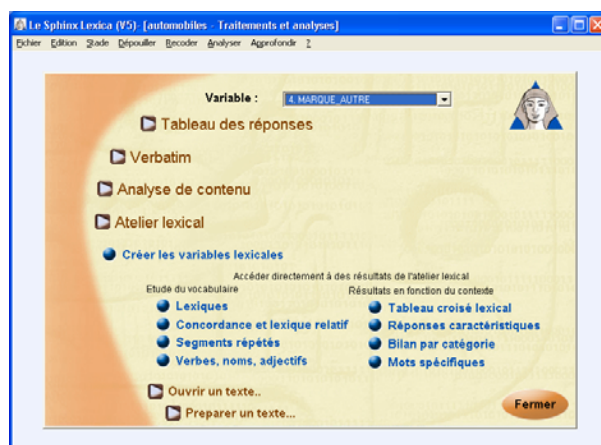 Le Sphinx Lexica (V5)- [automobiles - Traitements et analyses]
Fichier Edition Stade Dépouiller Recoder Analyser Approfondir ?
Variable : 4. MARQUE_AUTRE
Tableau des réponses
Verbatim
Analyse de contenu
Atelier lexical
Créer les variables lexicales
Accéder directement à des résultats de l'atelier lexical
Etude du vocabulaire Résultats en fonction du contexte
Lexiques Tableau croisé lexical
Concordance et lexique relatif Réponses caractéristiques
Segments répétés Bilan par catégorie
Verbes, noms, adjectifs Mots spécifiques
Ouvrir un texte..
Preparer un texte...
Fermer